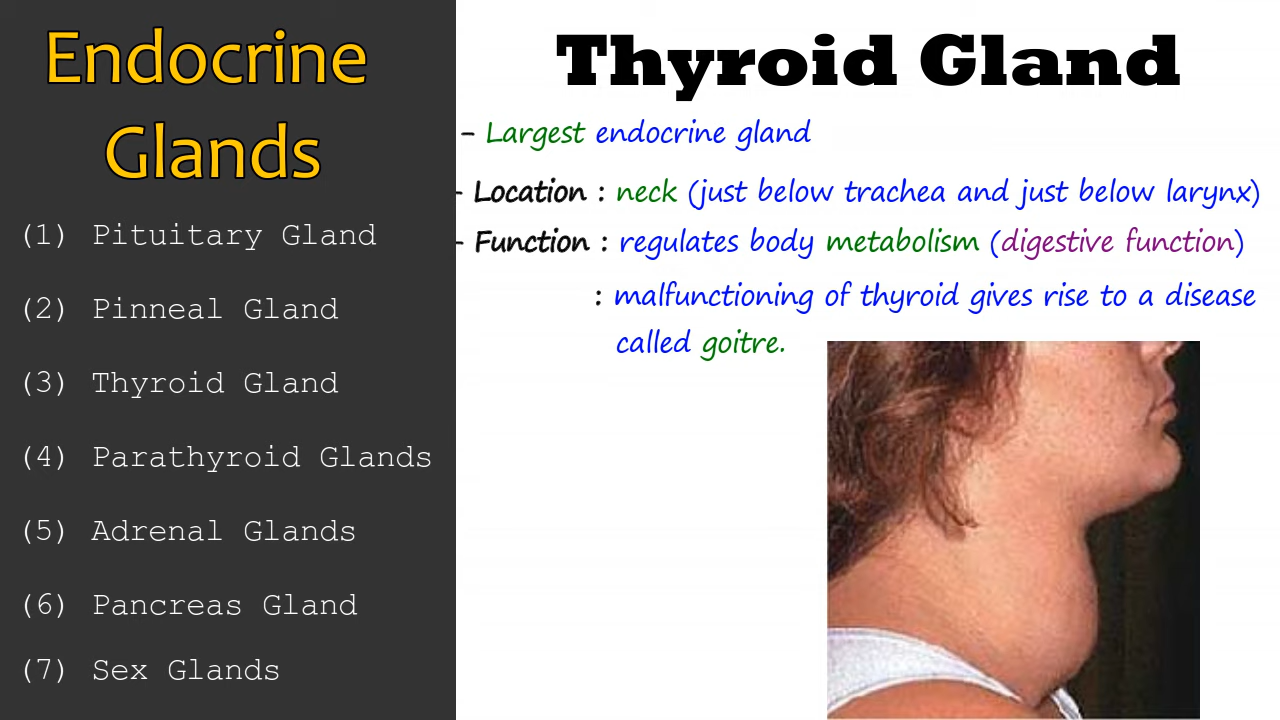 Endocrine
Glands
(1) Pituitary Gland
(2) Pinneal Gland
(3) Thyroid Gland
(4) Parathyroid Glands
(5) Adrenal Glands
(6) Pancreas Gland
(7) Sex Glands
Thyroid Gland
- Largest endocrine gland
- Location : neck (just below trachea and just below larynx)
- Function : regulates body metabolism (digestive function)
: malfunctioning of thyroid gives rise to a disease
called goitre.